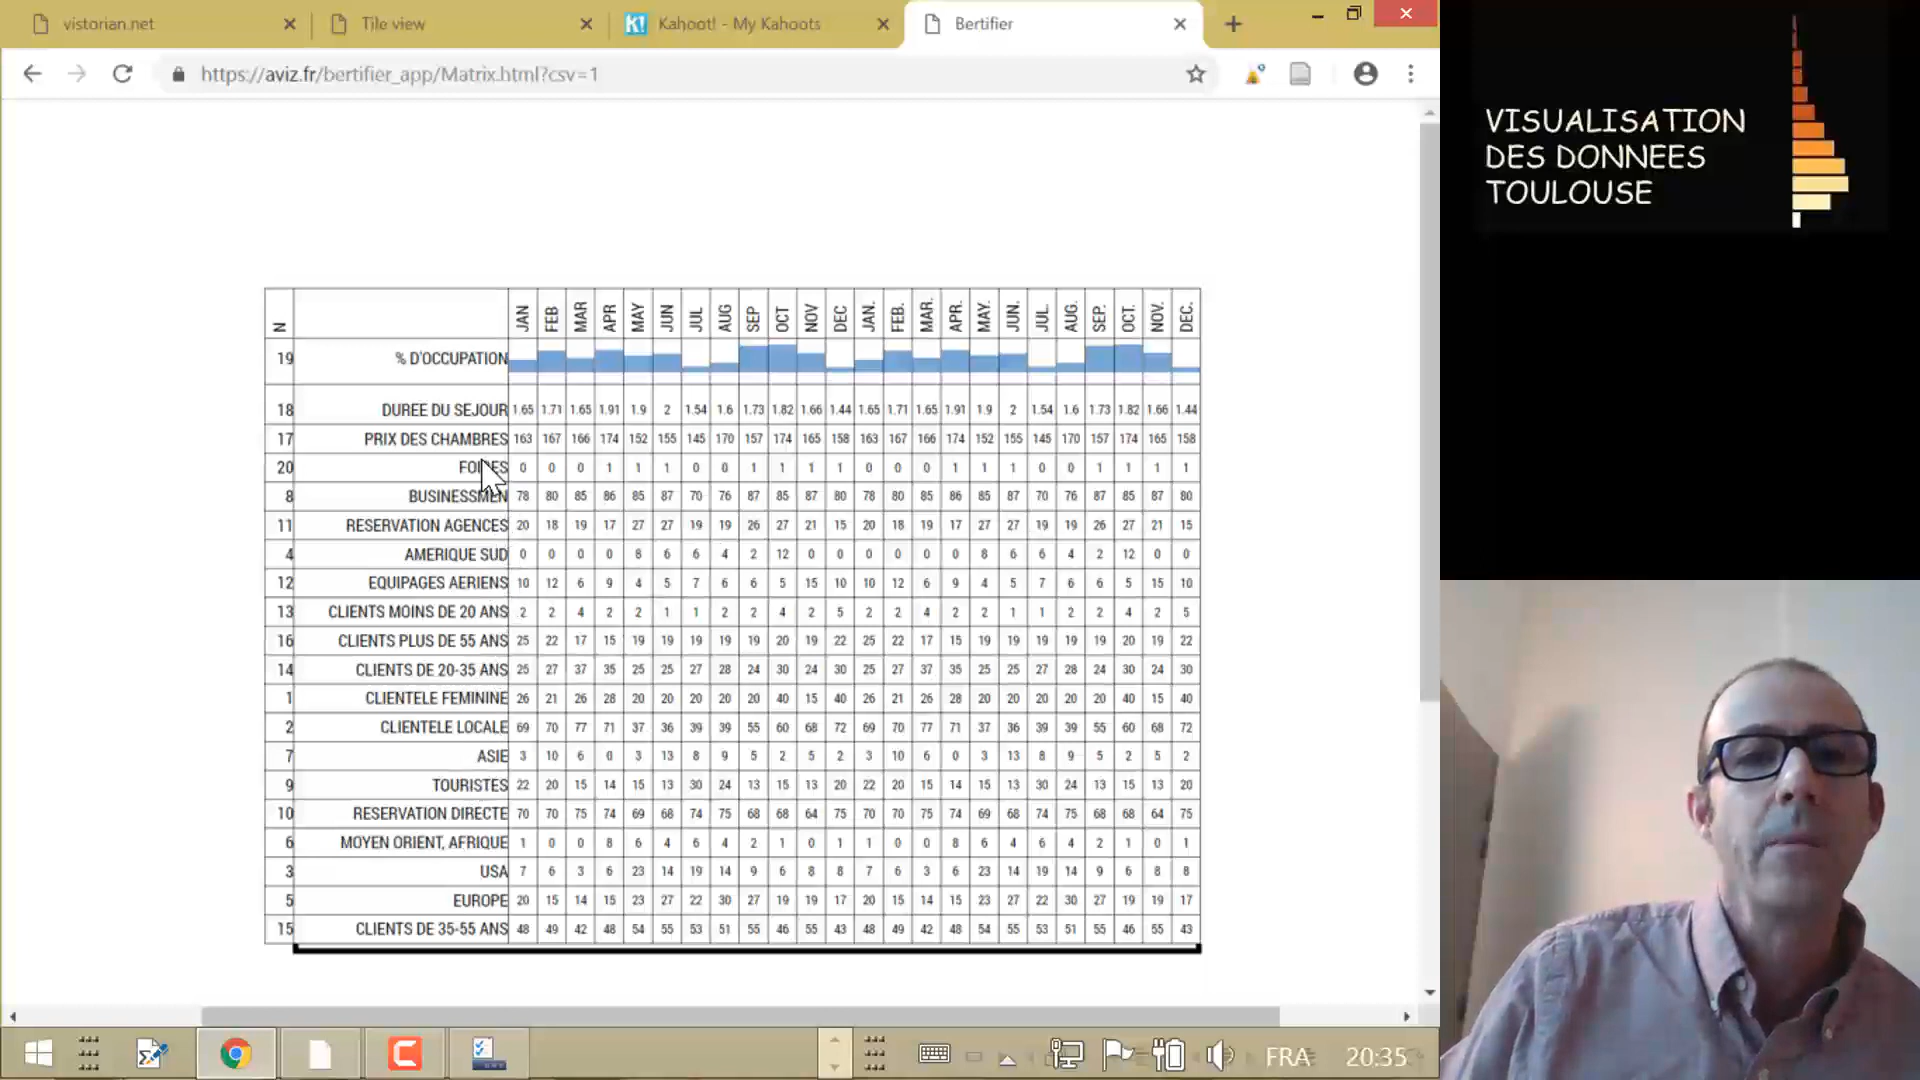 vistorian.net
Tile view
K! Kahoot! - My Kahoots
Bertifier
https://aviz.fr/bertifier_app/Matrix.html?csv=1
VISUALISATION
DES DONNEES
TOULOUSE
N JAN FEB MAR APR MAY JUN JUL AUG SEP OCT NOV DEC JAN. FEB. MAR. APR. MAY. JUN. JUL. AUG. SEP. OCT. NOV. DEC.
19 % D'OCCUPATION
18 DUREE DU SEJOUR 1.65 1.71 1.65 1.91 1.9 2 1.54 1.6 1.73 1.82 1.66 1.44 1.65 1.71 1.65 1.91 1.9 2 1.54 1.6 1.73 1.82 1.66 1.44
17 PRIX DES CHAMBRES 163 167 166 174 152 155 145 170 157 174 165 158 163 167 166 174 152 155 145 170 157 174 165 158
20 FOIRES 0 0 0 1 1 1 0 0 1 1 1 1 0 0 0 1 1 1 0 0 1 1 1 1
8 BUSINESSMEN 78 80 85 86 85 87 70 76 87 85 87 80 78 80 85 86 85 87 70 76 87 85 87 80
11 RESERVATION AGENCES 20 18 19 17 27 27 19 19 26 27 21 15 20 18 19 17 27 27 19 19 26 27 21 15
4 AMERIQUE SUD 0 0 0 0 8 6 6 4 2 12 0 0 0 0 0 0 8 6 6 4 2 12 0 0
12 EQUIPAGES AERIENS 10 12 6 9 4 5 7 6 6 5 15 10 10 12 6 9 4 5 7 6 6 5 15 10
13 CLIENTS MOINS DE 20 ANS 2 2 4 2 2 1 1 2 2 4 2 5 2 2 4 2 2 1 1 2 2 4 2 5
16 CLIENTS PLUS DE 55 ANS 25 22 17 15 19 19 19 19 19 20 19 22 25 22 17 15 19 19 19 19 19 20 19 22
14 CLIENTS DE 20-35 ANS 25 27 37 35 25 25 27 28 24 30 24 30 25 27 37 35 25 25 27 28 24 30 24 30
1 CLIENTELE FEMININE 26 21 26 28 20 20 20 20 20 40 15 40 26 21 26 28 20 20 20 20 20 40 15 40
2 CLIENTELE LOCALE 69 70 77 71 37 36 39 39 55 60 68 72 69 70 77 71 37 36 39 39 55 60 68 72
7 ASIE 3 10 6 0 3 13 8 9 5 2 5 2 3 10 6 0 3 13 8 9 5 2 5 2
9 TOURISTES 22 20 15 14 15 13 30 24 13 15 13 20 22 20 15 14 15 13 30 24 13 15 13 20
10 RESERVATION DIRECTE 70 70 75 74 69 68 74 75 68 68 64 75 70 70 75 74 69 68 74 75 68 68 64 75
6 MOYEN ORIENT, AFRIQUE 1 0 0 8 6 4 6 4 2 1 0 1 1 0 0 8 6 4 6 4 2 1 0 1
3 USA 7 6 3 6 23 14 19 14 9 6 8 8 7 6 3 6 23 14 19 14 9 6 8 8
5 EUROPE 20 15 14 15 23 27 22 30 27 19 19 17 20 15 14 15 23 27 22 30 27 19 19 17
15 CLIENTS DE 35-55 ANS 48 49 42 48 54 55 53 51 55 46 55 43 48 49 42 48 54 55 53 51 55 46 55 43
FRA 20:35